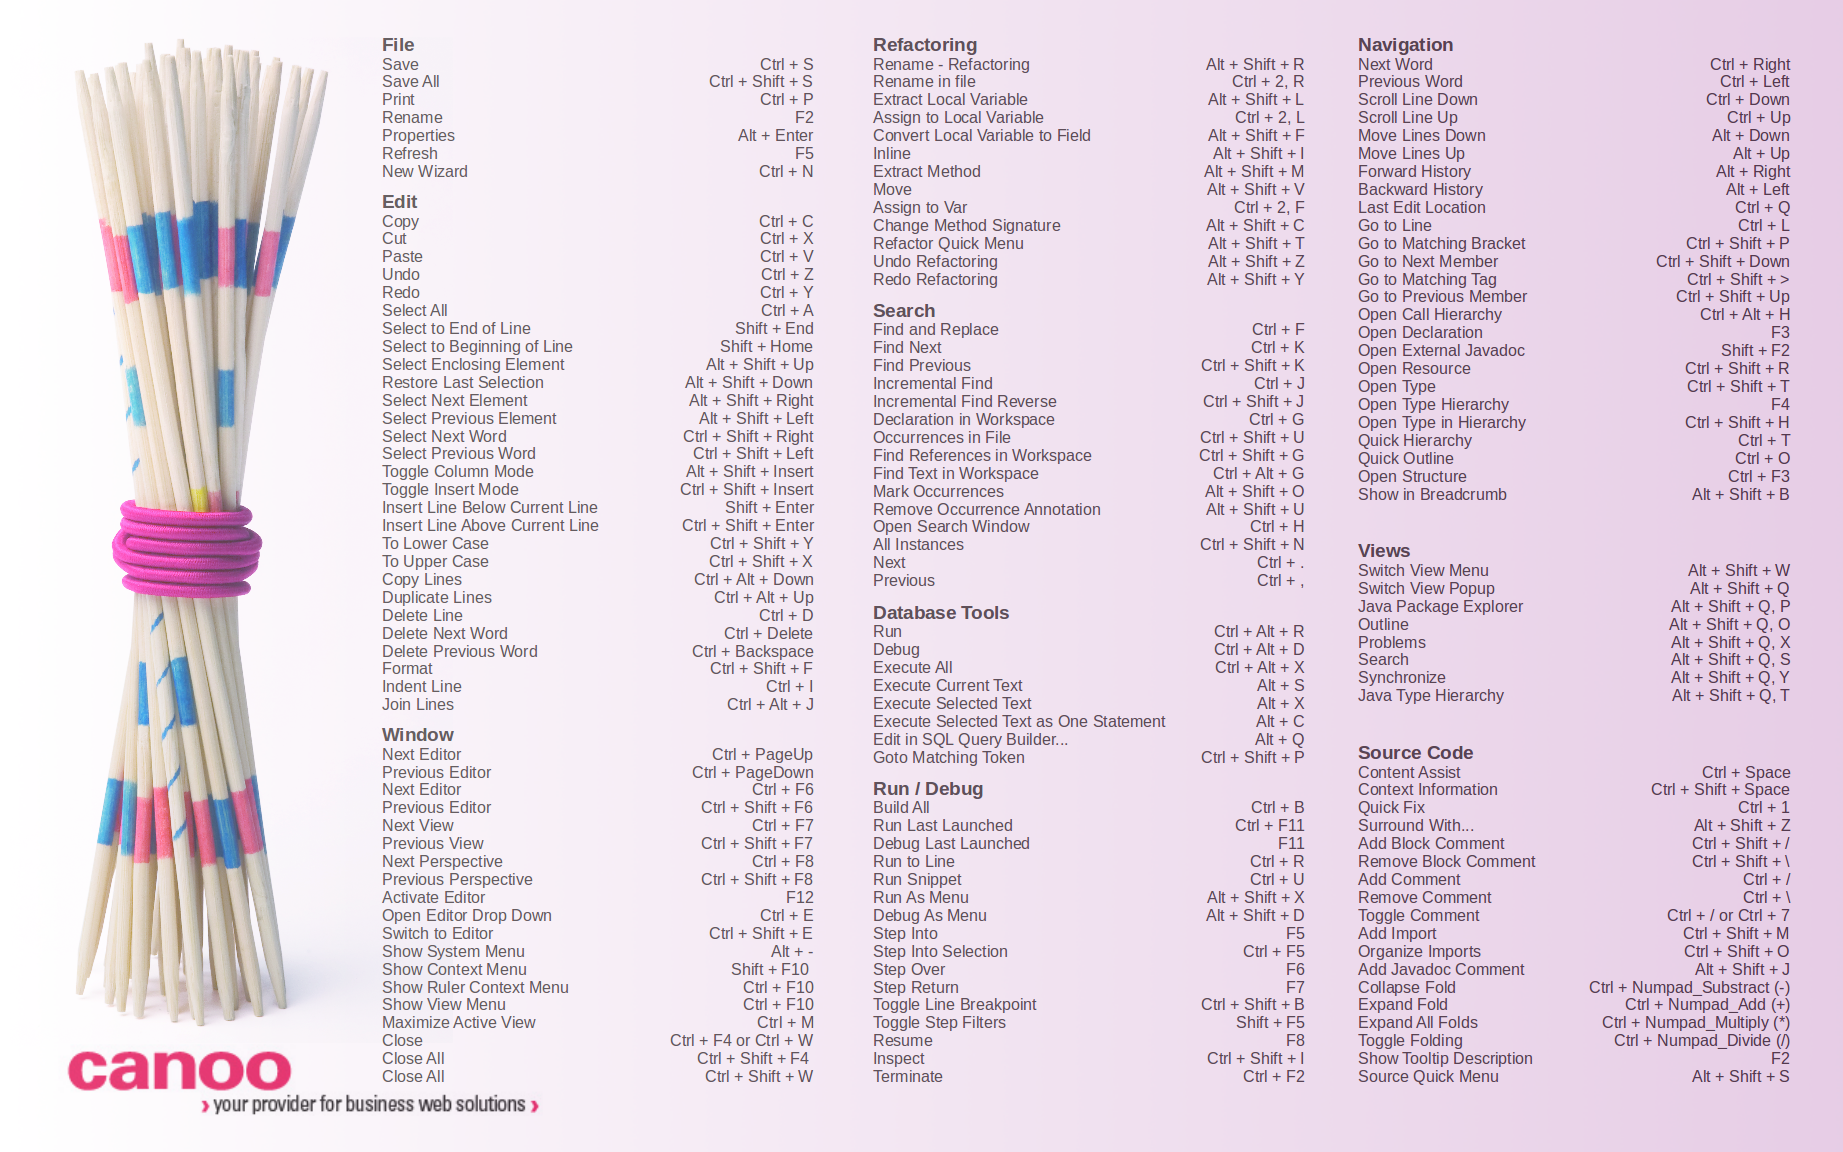 File
Save Ctrl + S
Save All Ctrl + Shift + S
Print Ctrl + P
Rename F2
Properties Alt + Enter
Refresh F5
New Wizard Ctrl + N
Edit
Copy Ctrl + C
Cut Ctrl + X
Paste Ctrl + V
Undo Ctrl + Z
Redo Ctrl + Y
Select All Ctrl + A
Select to End of Line Shift + End
Select to Beginning of Line Shift + Home
Select Enclosing Element Alt + Shift + Up
Restore Last Selection Alt + Shift + Down
Select Next Element Alt + Shift + Right
Select Previous Element Alt + Shift + Left
Select Next Word Ctrl + Shift + Right
Select Previous Word Ctrl + Shift + Left
Toggle Column Mode Alt + Shift + Insert
Toggle Insert Mode Ctrl + Shift + Insert
Insert Line Below Current Line Shift + Enter
Insert Line Above Current Line Ctrl + Shift + Enter
To Lower Case Ctrl + Shift + Y
To Upper Case Ctrl + Shift + X
Copy Lines Ctrl + Alt + Down
Duplicate Lines Ctrl + Alt + Up
Delete Line Ctrl + D
Delete Next Word Ctrl + Delete
Delete Previous Word Ctrl + Backspace
Format Ctrl + Shift + F
Indent Line Ctrl + I
Join Lines Ctrl + Alt + J
Window
Next Editor Ctrl + PageUp
Previous Editor Ctrl + PageDown
Next Editor Ctrl + F6
Previous Editor Ctrl + Shift + F6
Next View Ctrl + F7
Previous View Ctrl + Shift + F7
Next Perspective Ctrl + F8
Previous Perspective Ctrl + Shift + F8
Activate Editor F12
Open Editor Drop Down Ctrl + E
Switch to Editor Ctrl + Shift + E
Show System Menu Alt + -
Show Context Menu Shift + F10
Show Ruler Context Menu Ctrl + F10
Show View Menu Ctrl + F10
Maximize Active View Ctrl + M
Close Ctrl + F4 or Ctrl + W
Close All Ctrl + Shift + F4
Close All Ctrl + Shift + W
Refactoring
Rename - Refactoring Alt + Shift + R
Rename in file Ctrl + 2, R
Extract Local Variable Alt + Shift + L
Assign to Local Variable Ctrl + 2, L
Convert Local Variable to Field Alt + Shift + F
Inline Alt + Shift + I
Extract Method Alt + Shift + M
Move Alt + Shift + V
Assign to Var Ctrl + 2, F
Change Method Signature Alt + Shift + C
Refactor Quick Menu Alt + Shift + T
Undo Refactoring Alt + Shift + Z
Redo Refactoring Alt + Shift + Y
Search
Find and Replace Ctrl + F
Find Next Ctrl + K
Find Previous Ctrl + Shift + K
Incremental Find Ctrl + J
Incremental Find Reverse Ctrl + Shift + J
Declaration in Workspace Ctrl + G
Occurrences in File Ctrl + Shift + U
Find References in Workspace Ctrl + Shift + G
Find Text in Workspace Ctrl + Alt + G
Mark Occurrences Alt + Shift + O
Remove Occurrence Annotation Alt + Shift + U
Open Search Window Ctrl + H
All Instances Ctrl + Shift + N
Next Ctrl + .
Previous Ctrl + ,
Database Tools
Run Ctrl + Alt + R
Debug Ctrl + Alt + D
Execute All Ctrl + Alt + X
Execute Current Text Alt + S
Execute Selected Text Alt + X
Execute Selected Text as One Statement Alt + C
Edit in SQL Query Builder... Alt + Q
Goto Matching Token Ctrl + Shift + P
Run / Debug
Build All Ctrl + B
Run Last Launched Ctrl + F11
Debug Last Launched F11
Run to Line Ctrl + R
Run Snippet Ctrl + U
Run As Menu Alt + Shift + X
Debug As Menu Alt + Shift + D
Step Into F5
Step Into Selection Ctrl + F5
Step Over F6
Step Return F7
Toggle Line Breakpoint Ctrl + Shift + B
Toggle Step Filters Shift + F5
Resume F8
Inspect Ctrl + Shift + I
Terminate Ctrl + F2
Navigation
Next Word Ctrl + Right
Previous Word Ctrl + Left
Scroll Line Down Ctrl + Down
Scroll Line Up Ctrl + Up
Move Lines Down Alt + Down
Move Lines Up Alt + Up
Forward History Alt + Right
Backward History Alt + Left
Last Edit Location Ctrl + Q
Go to Line Ctrl + L
Go to Matching Bracket Ctrl + Shift + P
Go to Next Member Ctrl + Shift + Down
Go to Matching Tag Ctrl + Shift + >
Go to Previous Member Ctrl + Shift + Up
Open Call Hierarchy Ctrl + Alt + H
Open Declaration F3
Open External Javadoc Shift + F2
Open Resource Ctrl + Shift + R
Open Type Ctrl + Shift + T
Open Type Hierarchy F4
Open Type in Hierarchy Ctrl + Shift + H
Quick Hierarchy Ctrl + T
Quick Outline Ctrl + O
Open Structure Ctrl + F3
Show in Breadcrumb Alt + Shift + B
Views
Switch View Menu Alt + Shift + W
Switch View Popup Alt + Shift + Q
Java Package Explorer Alt + Shift + Q, P
Outline Alt + Shift + Q, O
Problems Alt + Shift + Q, X
Search Alt + Shift + Q, S
Synchronize Alt + Shift + Q, Y
Java Type Hierarchy Alt + Shift + Q, T
Source Code
Content Assist Ctrl + Space
Context Information Ctrl + Shift + Space
Quick Fix Ctrl + 1
Surround With... Alt + Shift + Z
Add Block Comment Ctrl + Shift + /
Remove Block Comment Ctrl + Shift + \
Add Comment Ctrl + /
Remove Comment Ctrl + \
Toggle Comment Ctrl + / or Ctrl + 7
Add Import Ctrl + Shift + M
Organize Imports Ctrl + Shift + O
Add Javadoc Comment Alt + Shift + J
Collapse Fold Ctrl + Numpad_Substract (-)
Expand Fold Ctrl + Numpad_Add (+)
Expand All Folds Ctrl + Numpad_Multiply (*)
Toggle Folding Ctrl + Numpad_Divide (/)
Show Tooltip Description F2
Source Quick Menu Alt + Shift + S
canoo
› your provider for business web solutions ›